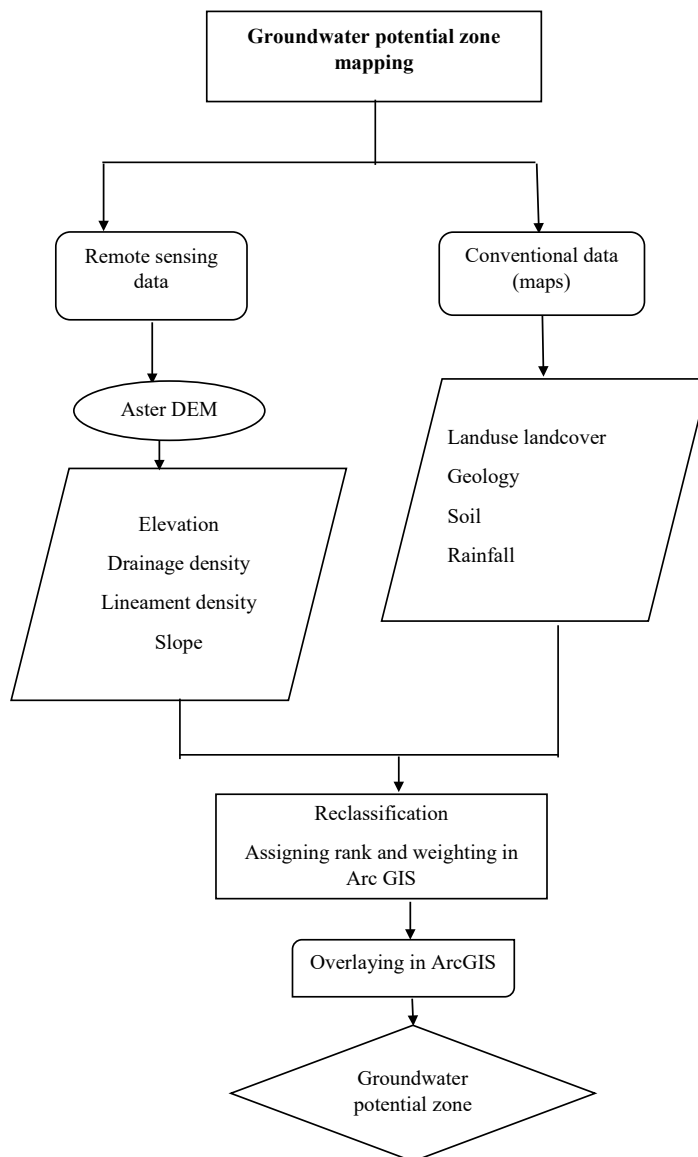 Groundwater potential zone
mapping
Remote sensing
data
Conventional data
(maps)
Aster DEM
Elevation
Drainage density
Lineament density
Slope
Landuse landcover
Geology
Soil
Rainfall
Reclassification
Assigning rank and weighting in
Arc GIS
Overlaying in ArcGIS
Groundwater
potential zone